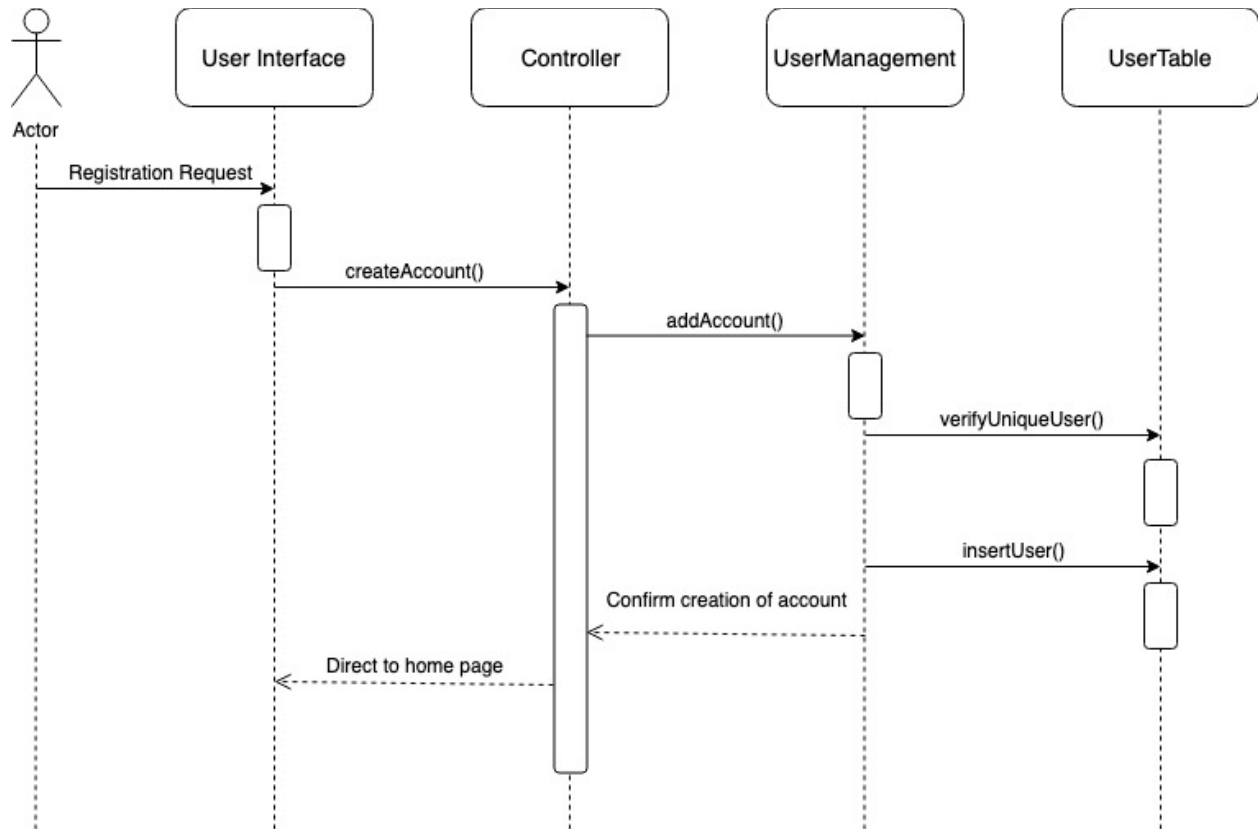 User Interface
Controller
UserManagement
UserTable
Actor
Registration Request
createAccount()
addAccount()
verifyUniqueUser()
insertUser()
Confirm creation of account
Direct to home page